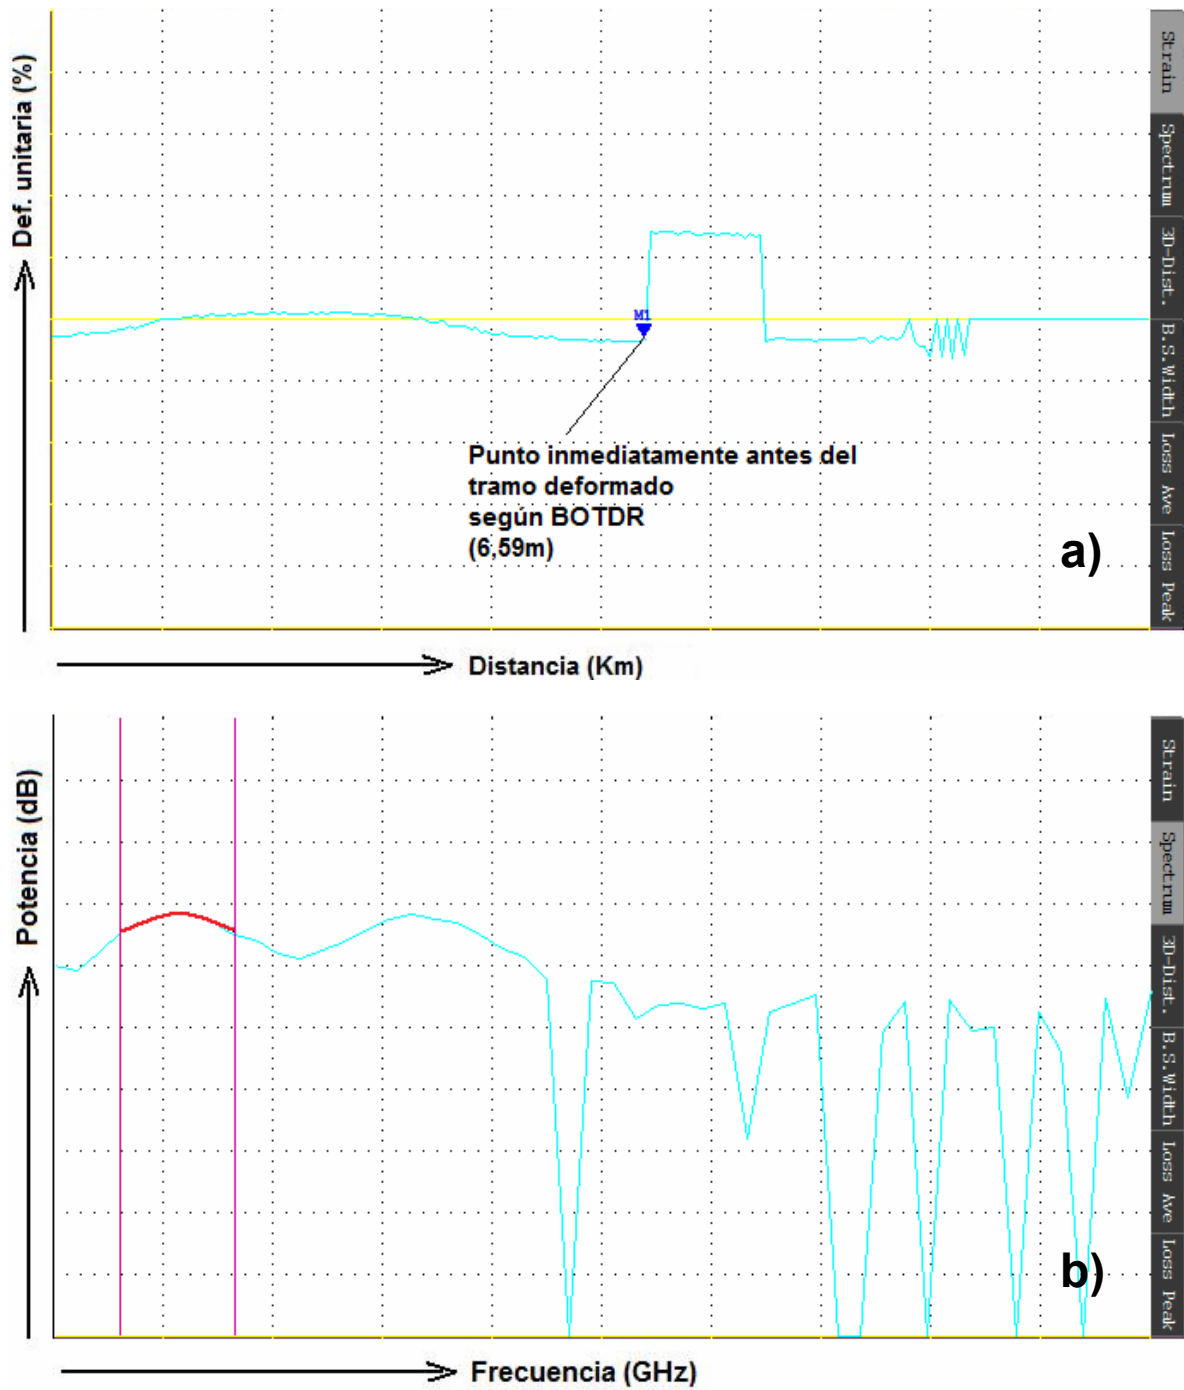 Def. unitaria (%)
M1
Punto inmediatamente antes del
tramo deformado
según BOTDR
(6,59m)
a)
Distancia (Km)
Strain
Spectrum
3D-Dist.
B.S.Width
Loss Ave
Loss Peak
Potencia (dB)
b)
Frecuencia (GHz)
Strain
Spectrum
3D-Dist.
B.S.Width
Loss Ave
Loss Peak